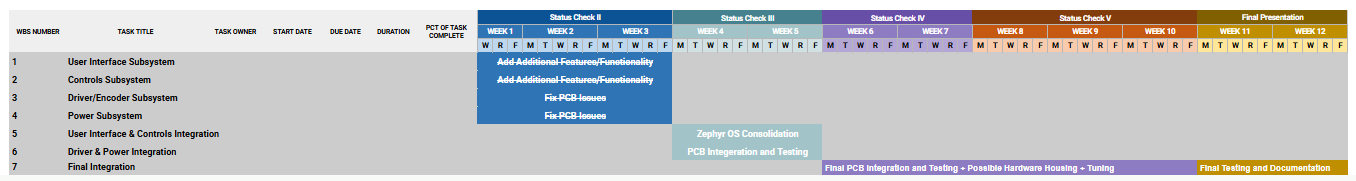 Status Check II Status Check III Status Check IV Status Check V Final Presentation
WBS NUMBER TASK TITLE TASK OWNER START DATE DUE DATE DURATION PCT OF TASK COMPLETE WEEK 1 WEEK 2 WEEK 3 WEEK 4 WEEK 5 WEEK 6 WEEK 7 WEEK 8 WEEK 9 WEEK 10 WEEK 11 WEEK 12
W R F M T W R F M T W R F M T W R F M T W R F M T W R F M T W R F M T W R F M T W R F M T W R F M T W R F M T W R F
1 User Interface Subsystem Add Additional Features/Functionality
2 Controls Subsystem Add Additional Features/Functionality
3 Driver/Encoder Subsystem Fix PCB Issues
4 Power Subsystem Fix PCB Issues
5 User Interface & Controls Integration Zephyr OS Consolidation
6 Driver & Power Integration PCB Integeration and Testing
7 Final Integration Final PCB Integration and Testing + Possible Hardware Housing + Tuning Final Testing and Documentation